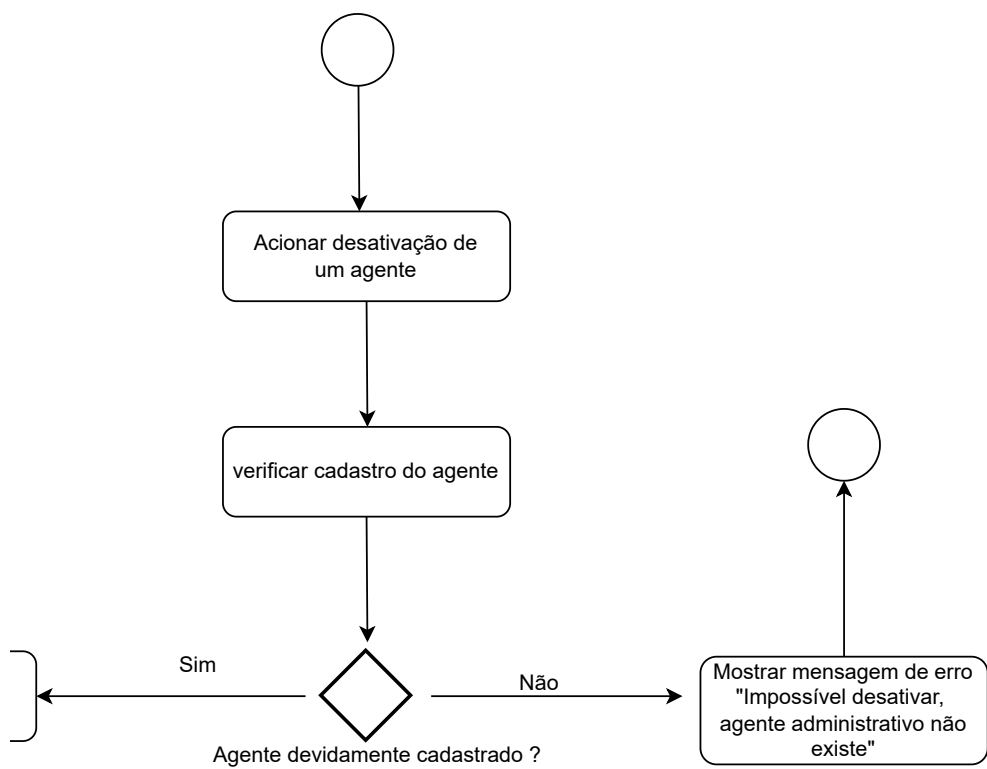 Acionar desativação de
um agente
verificar cadastro do agente
Sim
Não
Agente devidamente cadastrado ?
Mostrar mensagem de erro
"Impossível desativar,
agente administrativo não
existe"